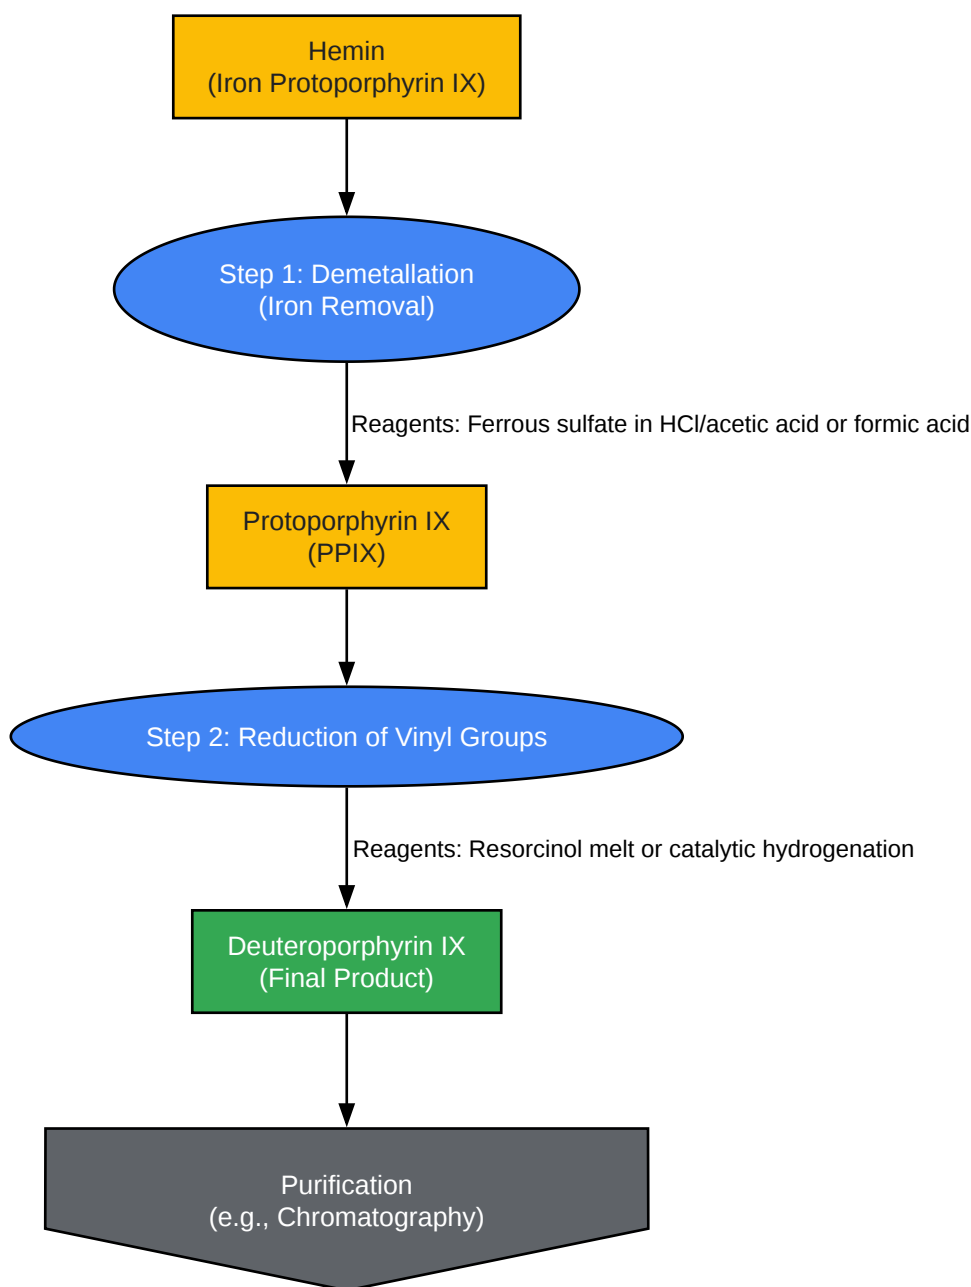 Hemin
(Iron Protoporphyrin IX)
Step 1: Demetallation
(Iron Removal)
Reagents: Ferrous sulfate in HCl/acetic acid or formic acid
Protoporphyrin IX
(PPIX)
Step 2: Reduction of Vinyl Groups
Reagents: Resorcinol melt or catalytic hydrogenation
Deuteroporphyrin IX
(Final Product)
Purification
(e.g., Chromatography)